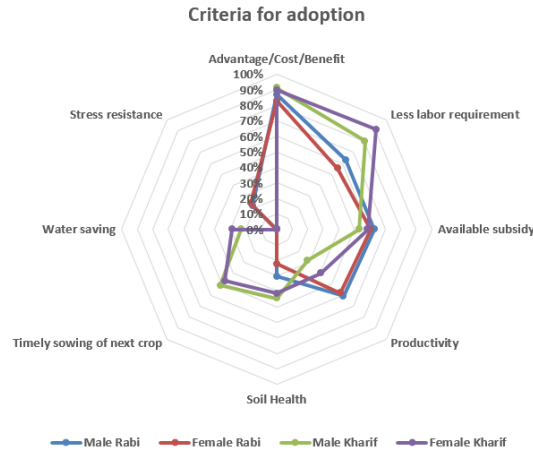 Criteria for adoption
Advantage/Cost/Benefit
100%
90%
80%
70%
60%
50%
40%
30%
20%
10%
0%
Stress resistance
Less labor requirement
Water saving
Available subsidy
Timely sowing of next crop
Productivity
Soil Health
Male Rabi Female Rabi Male Kharif Female Kharif